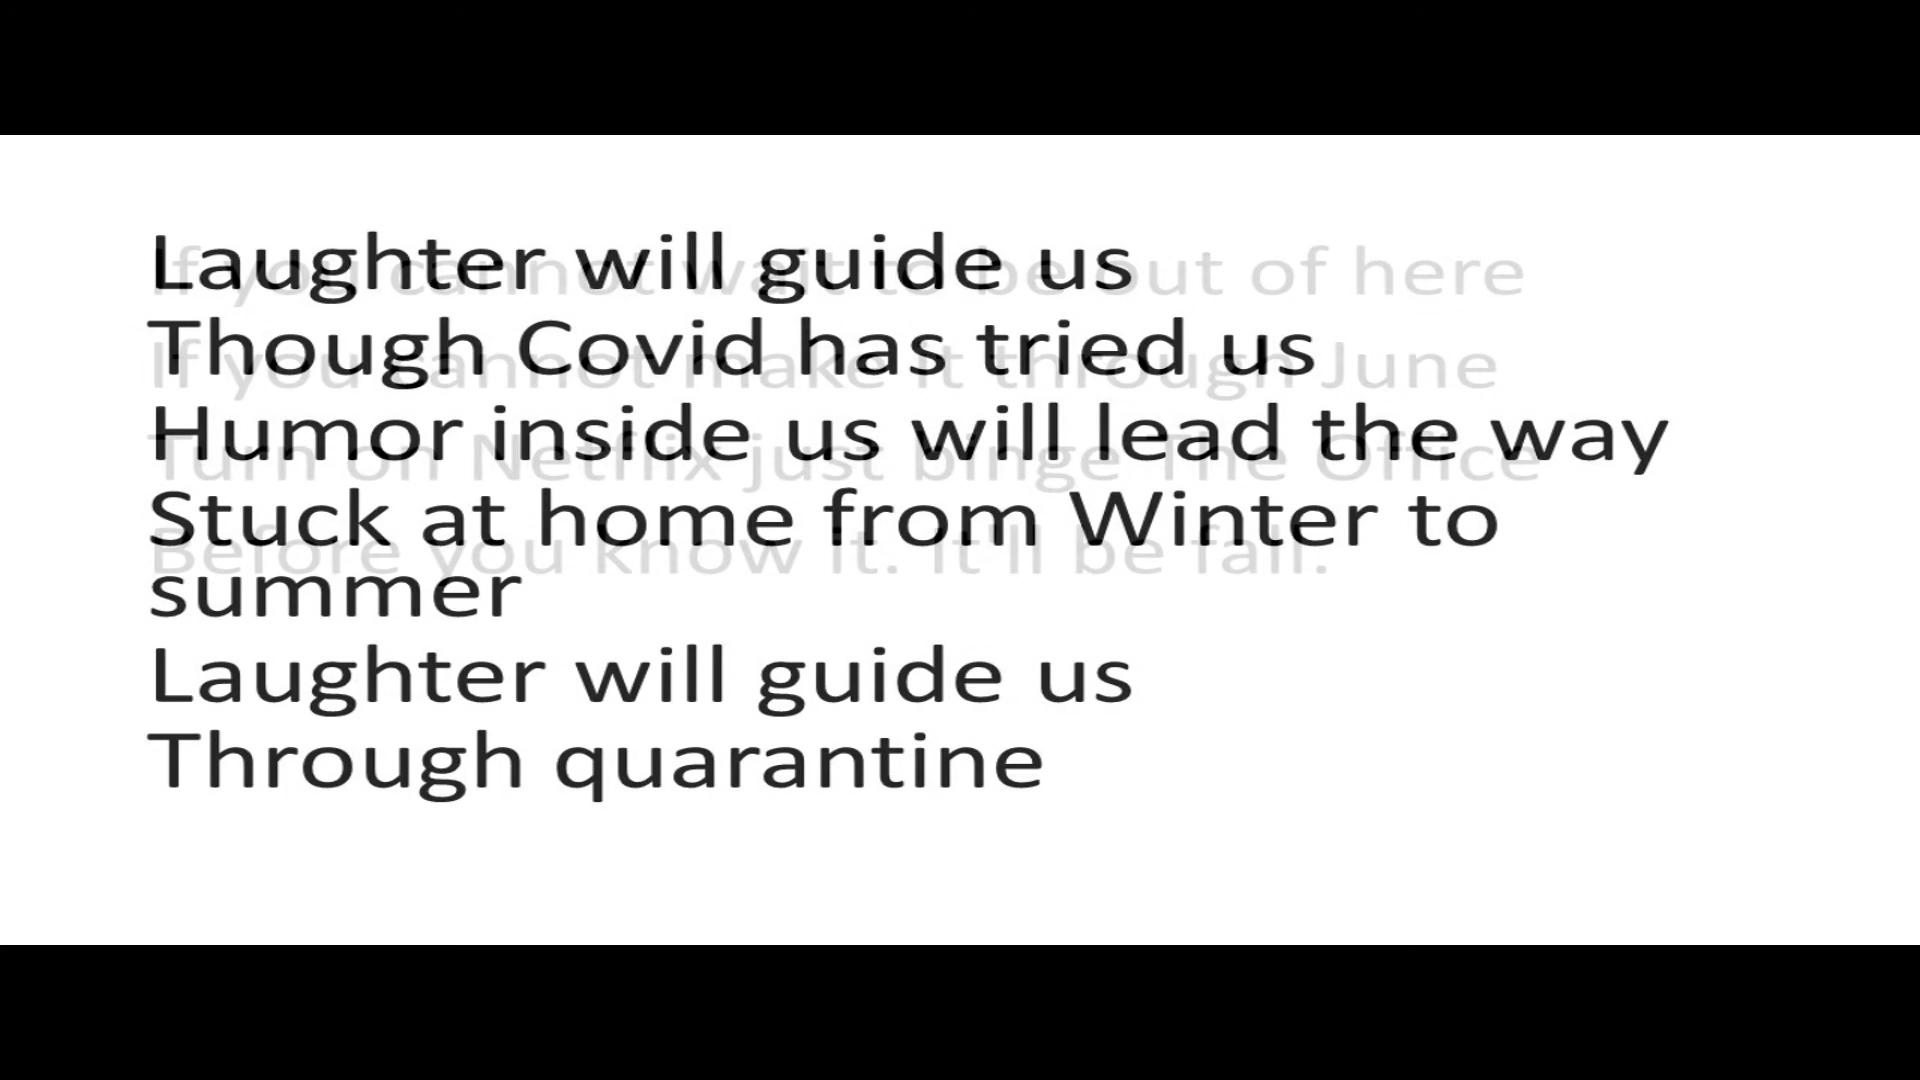 Laughter will guide us
Though Covid has tried us
Humor inside us will lead the way
Stuck at home from Winter to
summer
Laughter will guide us
Through quarantine
If you cannot wait to be out of here
If you cannot make it through June
Turn on Netflix just binge The Office
Before you know it. It'll be fall.